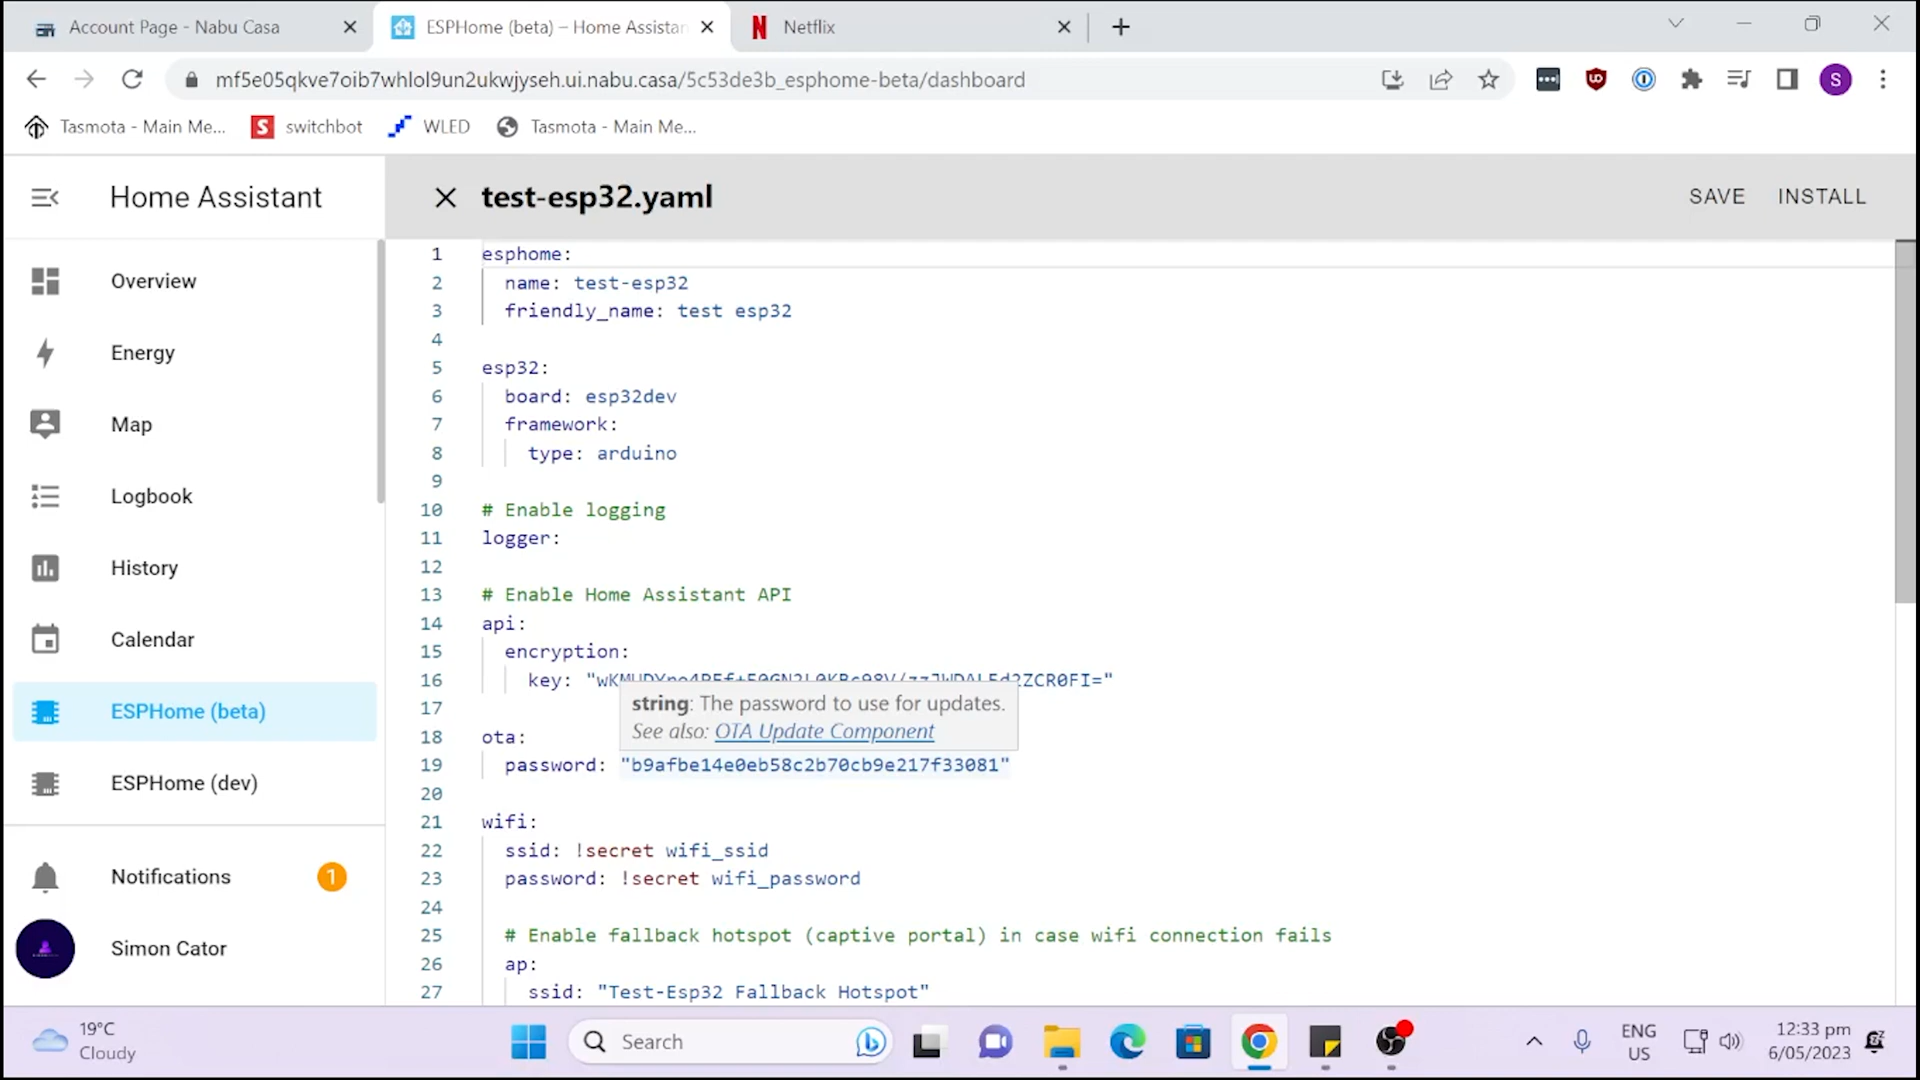 Account Page - Nabu Casa
ESPHome (beta) – Home Assistan
Netflix
mf5e05qkve7oib7whlol9un2ukwjyseh.ui.nabu.casa/5c53de3b_esphome-beta/dashboard
S
Tasmota - Main Me...
switchbot
WLED
Tasmota - Main Me...
Home Assistant
Overview
Energy
Map
Logbook
History
Calendar
ESPHome (beta)
ESPHome (dev)
Notifications
1
Simon Cator
test-esp32.yaml
SAVE
INSTALL
1 esphome:
2 name: test-esp32
3 friendly_name: test esp32
4
5 esp32:
6 board: esp32dev
7 framework:
8 type: arduino
9
10 # Enable logging
11 logger:
12
13 # Enable Home Assistant API
14 api:
15 encryption:
16 key:
string: The password to use for updates.
See also: OTA Update Component
17
18 ota:
19 password: "b9afbe14e0eb58c2b70cb9e217f33081"
20
21 wifi:
22 ssid: !secret wifi_ssid
23 password: !secret wifi_password
24
25 # Enable fallback hotspot (captive portal) in case wifi connection fails
26 ap:
27 ssid: "Test-Esp32 Fallback Hotspot"
19°C
Cloudy
Search
ENG
US
12:33 pm
6/05/2023